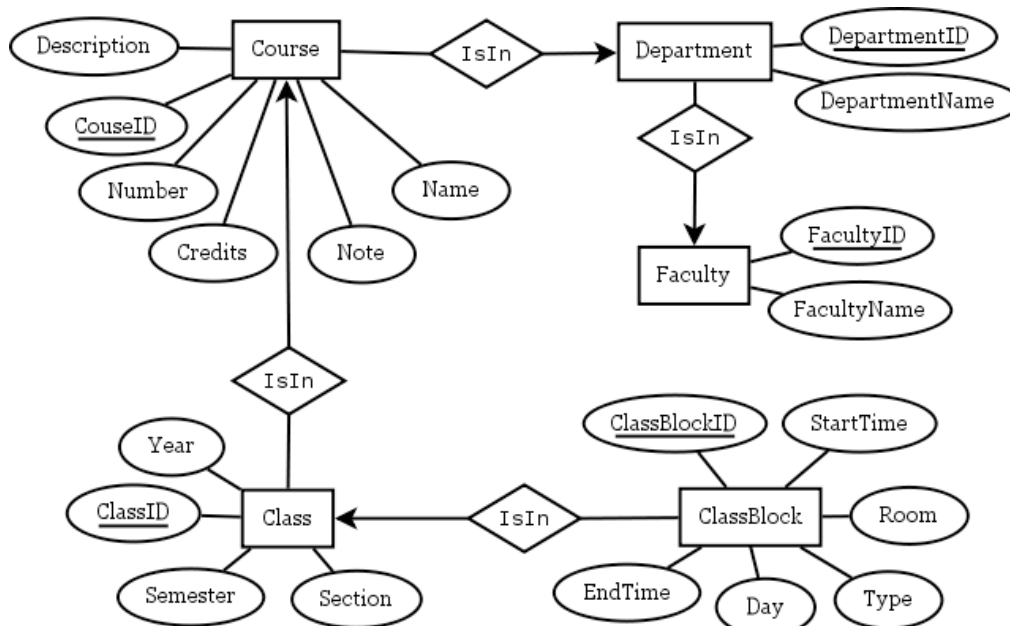 Description
Course
IsIn
Department
DepartmentID
DepartmentName
CouseID
IsIn
Number
Name
Credits
Note
FacultyID
Faculty
FacultyName
IsIn
Year
ClassBlockID
StartTime
ClassID
Class
IsIn
ClassBlock
Room
Semester
Section
EndTime
Day
Type